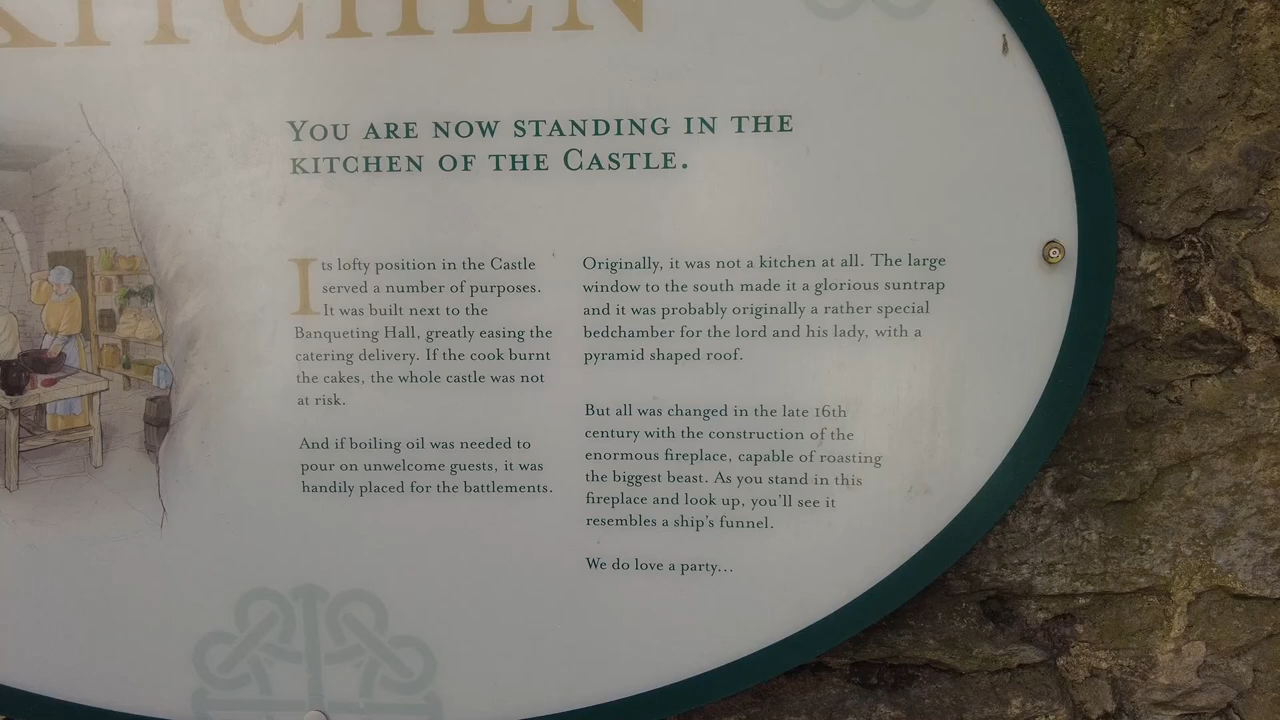 KITCHEN
YOU ARE NOW STANDING IN THE
KITCHEN OF THE CASTLE.
Its lofty position in the Castle
served a number of purposes.
It was built next to the
Banqueting Hall, greatly easing the
catering delivery. If the cook burnt
the cakes, the whole castle was not
at risk.
And if boiling oil was needed to
pour on unwelcome guests, it was
handily placed for the battlements.
Originally, it was not a kitchen at all. The large
window to the south made it a glorious suntrap
and it was probably originally a rather special
bedchamber for the lord and his lady, with a
pyramid shaped roof.
But all was changed in the late 16th
century with the construction of the
enormous fireplace, capable of roasting
the biggest beast. As you stand in this
fireplace and look up, you'll see it
resembles a ship's funnel.
We do love a party...